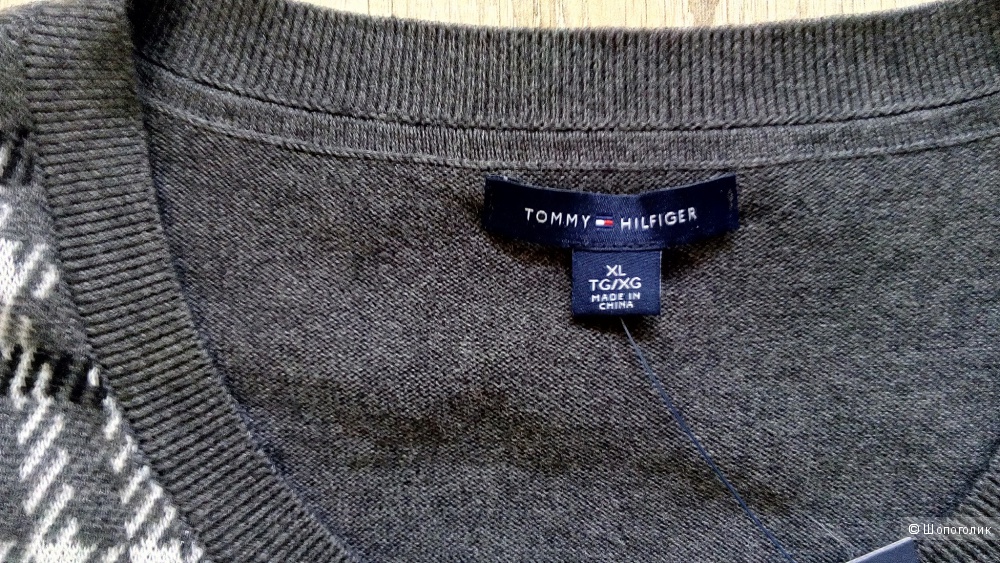 TOMMY HILFIGER
XL
TG/XG
MADE IN
CHINA
© Шопоголик